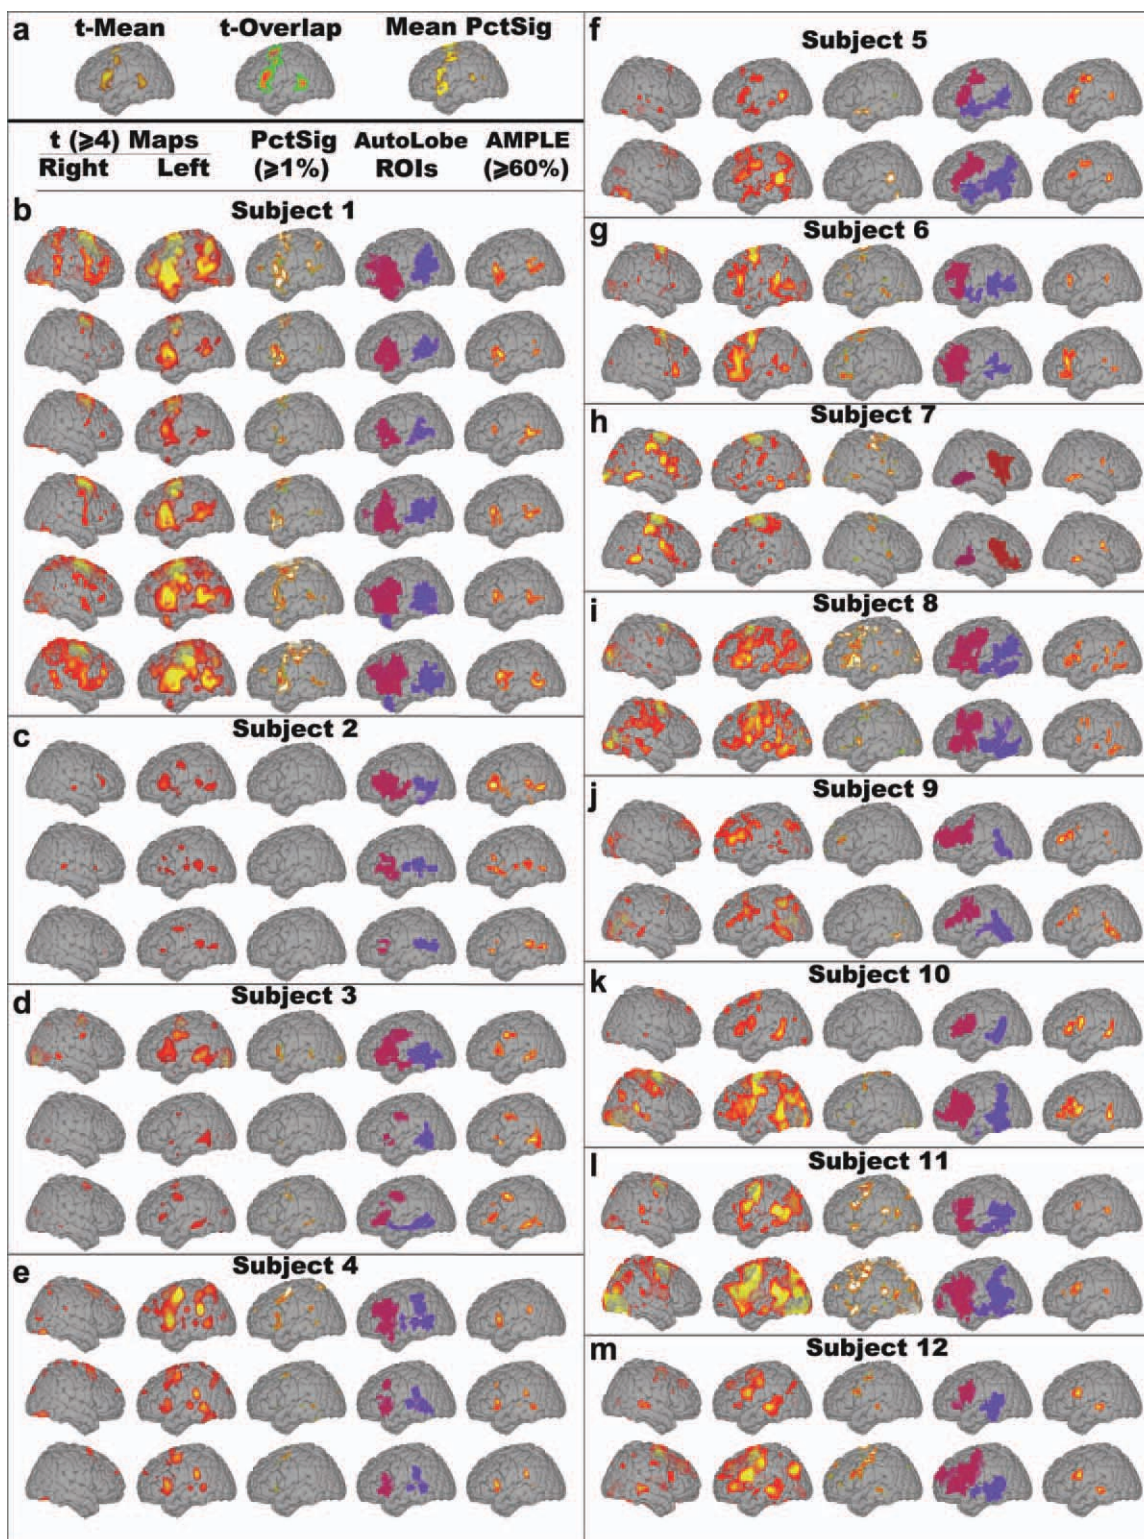 a
t-Mean t-Overlap Mean PctSig
t (⩾4) Maps PctSig AutoLobe AMPLE
Right Left (⩾1%) ROIs (⩾60%)
b Subject 1
c Subject 2
d Subject 3
e Subject 4
f Subject 5
g Subject 6
h Subject 7
i Subject 8
j Subject 9
k Subject 10
l Subject 11
m Subject 12